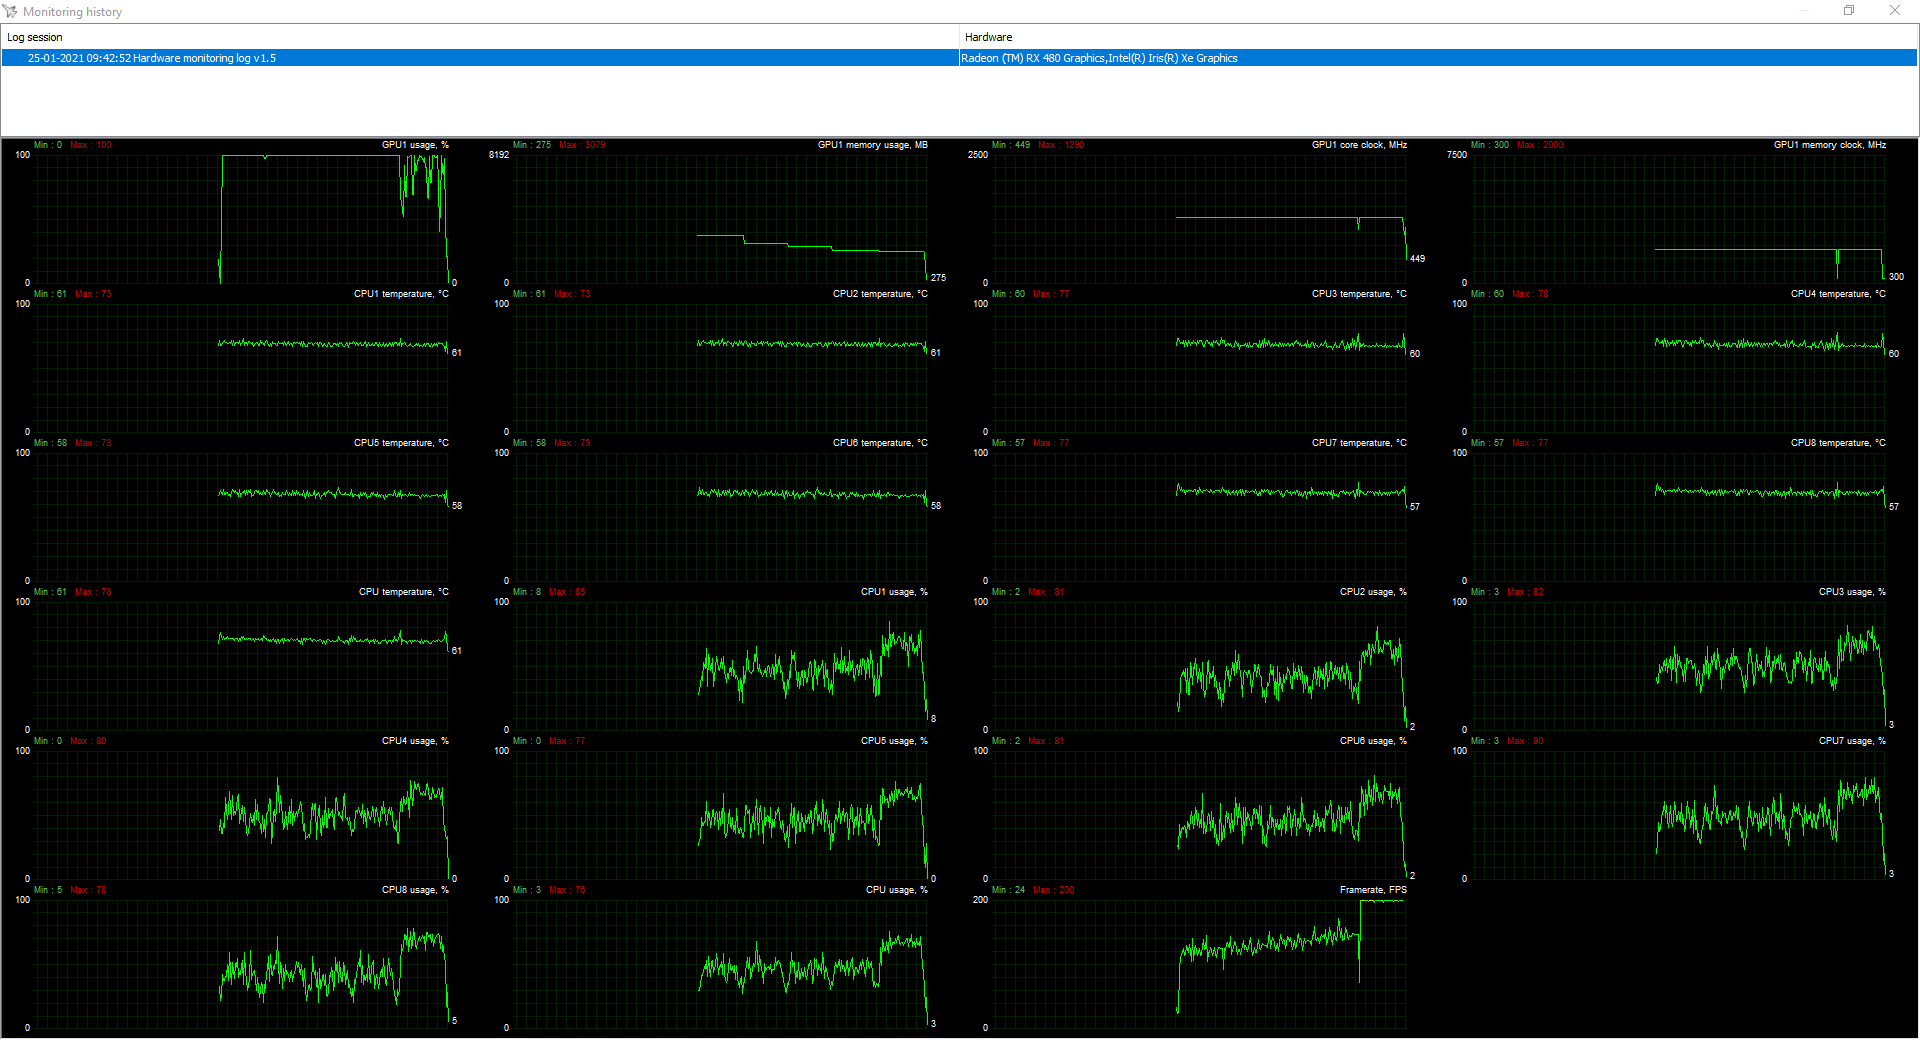 Monitoring history
Log session Hardware
25-01-2021 09:42:52 Hardware monitoring log v1.5 Radeon (TM) RX 480 Graphics,Intel(R) Iris(R) Xe Graphics
Min : 0 Max : 100 GPU1 usage, %
100
0
0
Min : 275 Max : 3079 GPU1 memory usage, MB
8192
275
0
Min : 449 Max : 1290 GPU1 core clock, MHz
2500
449
0
Min : 300 Max : 2000 GPU1 memory clock, MHz
7500
300
0
Min : 61 Max : 73 CPU1 temperature, °C
100
61
0
Min : 61 Max : 73 CPU2 temperature, °C
100
61
0
Min : 60 Max : 77 CPU3 temperature, °C
100
60
0
Min : 60 Max : 78 CPU4 temperature, °C
100
60
0
Min : 58 Max : 73 CPU5 temperature, °C
100
58
0
Min : 58 Max : 73 CPU6 temperature, °C
100
58
0
Min : 57 Max : 77 CPU7 temperature, °C
100
57
0
Min : 57 Max : 77 CPU8 temperature, °C
100
57
0
Min : 61 Max : CPU temperature, °C
100
61
0
Min : 8 Max : CPU1 usage, %
100
8
0
Min : 2 Max : 81 CPU2 usage, %
100
2
0
Min : 3 Max : 82 CPU3 usage, %
100
3
0
Min : 0 Max : 80 CPU4 usage, %
100
0
0
Min : 0 Max : 77 CPU5 usage, %
100
0
0
Min : 2 Max : 81 CPU6 usage, %
100
2
0
Min : 3 Max : 80 CPU7 usage, %
100
3
0
Min : 5 Max : 78 CPU8 usage, %
100
5
0
Min : 3 Max : CPU usage, %
100
3
0
Min : 24 Max : 200 Framerate, FPS
200
0